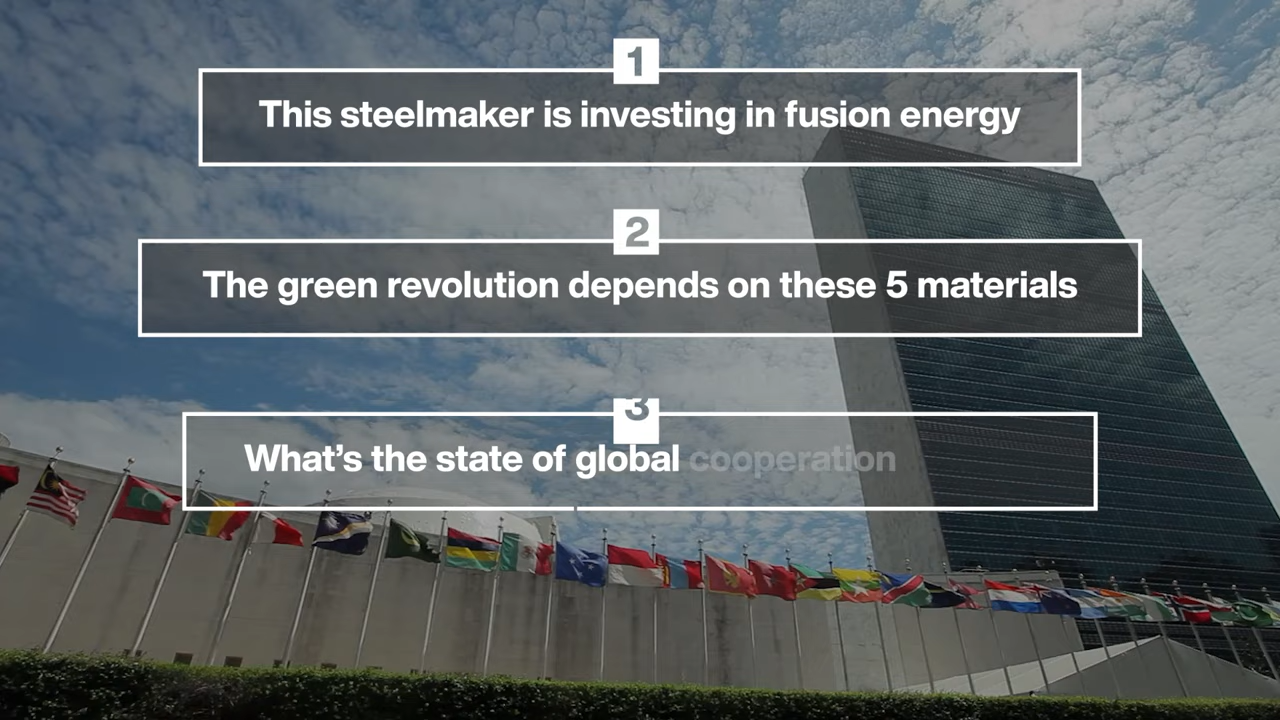 1
This steelmaker is investing in fusion energy
2
The green revolution depends on these 5 materials
3
What's the state of global cooperation